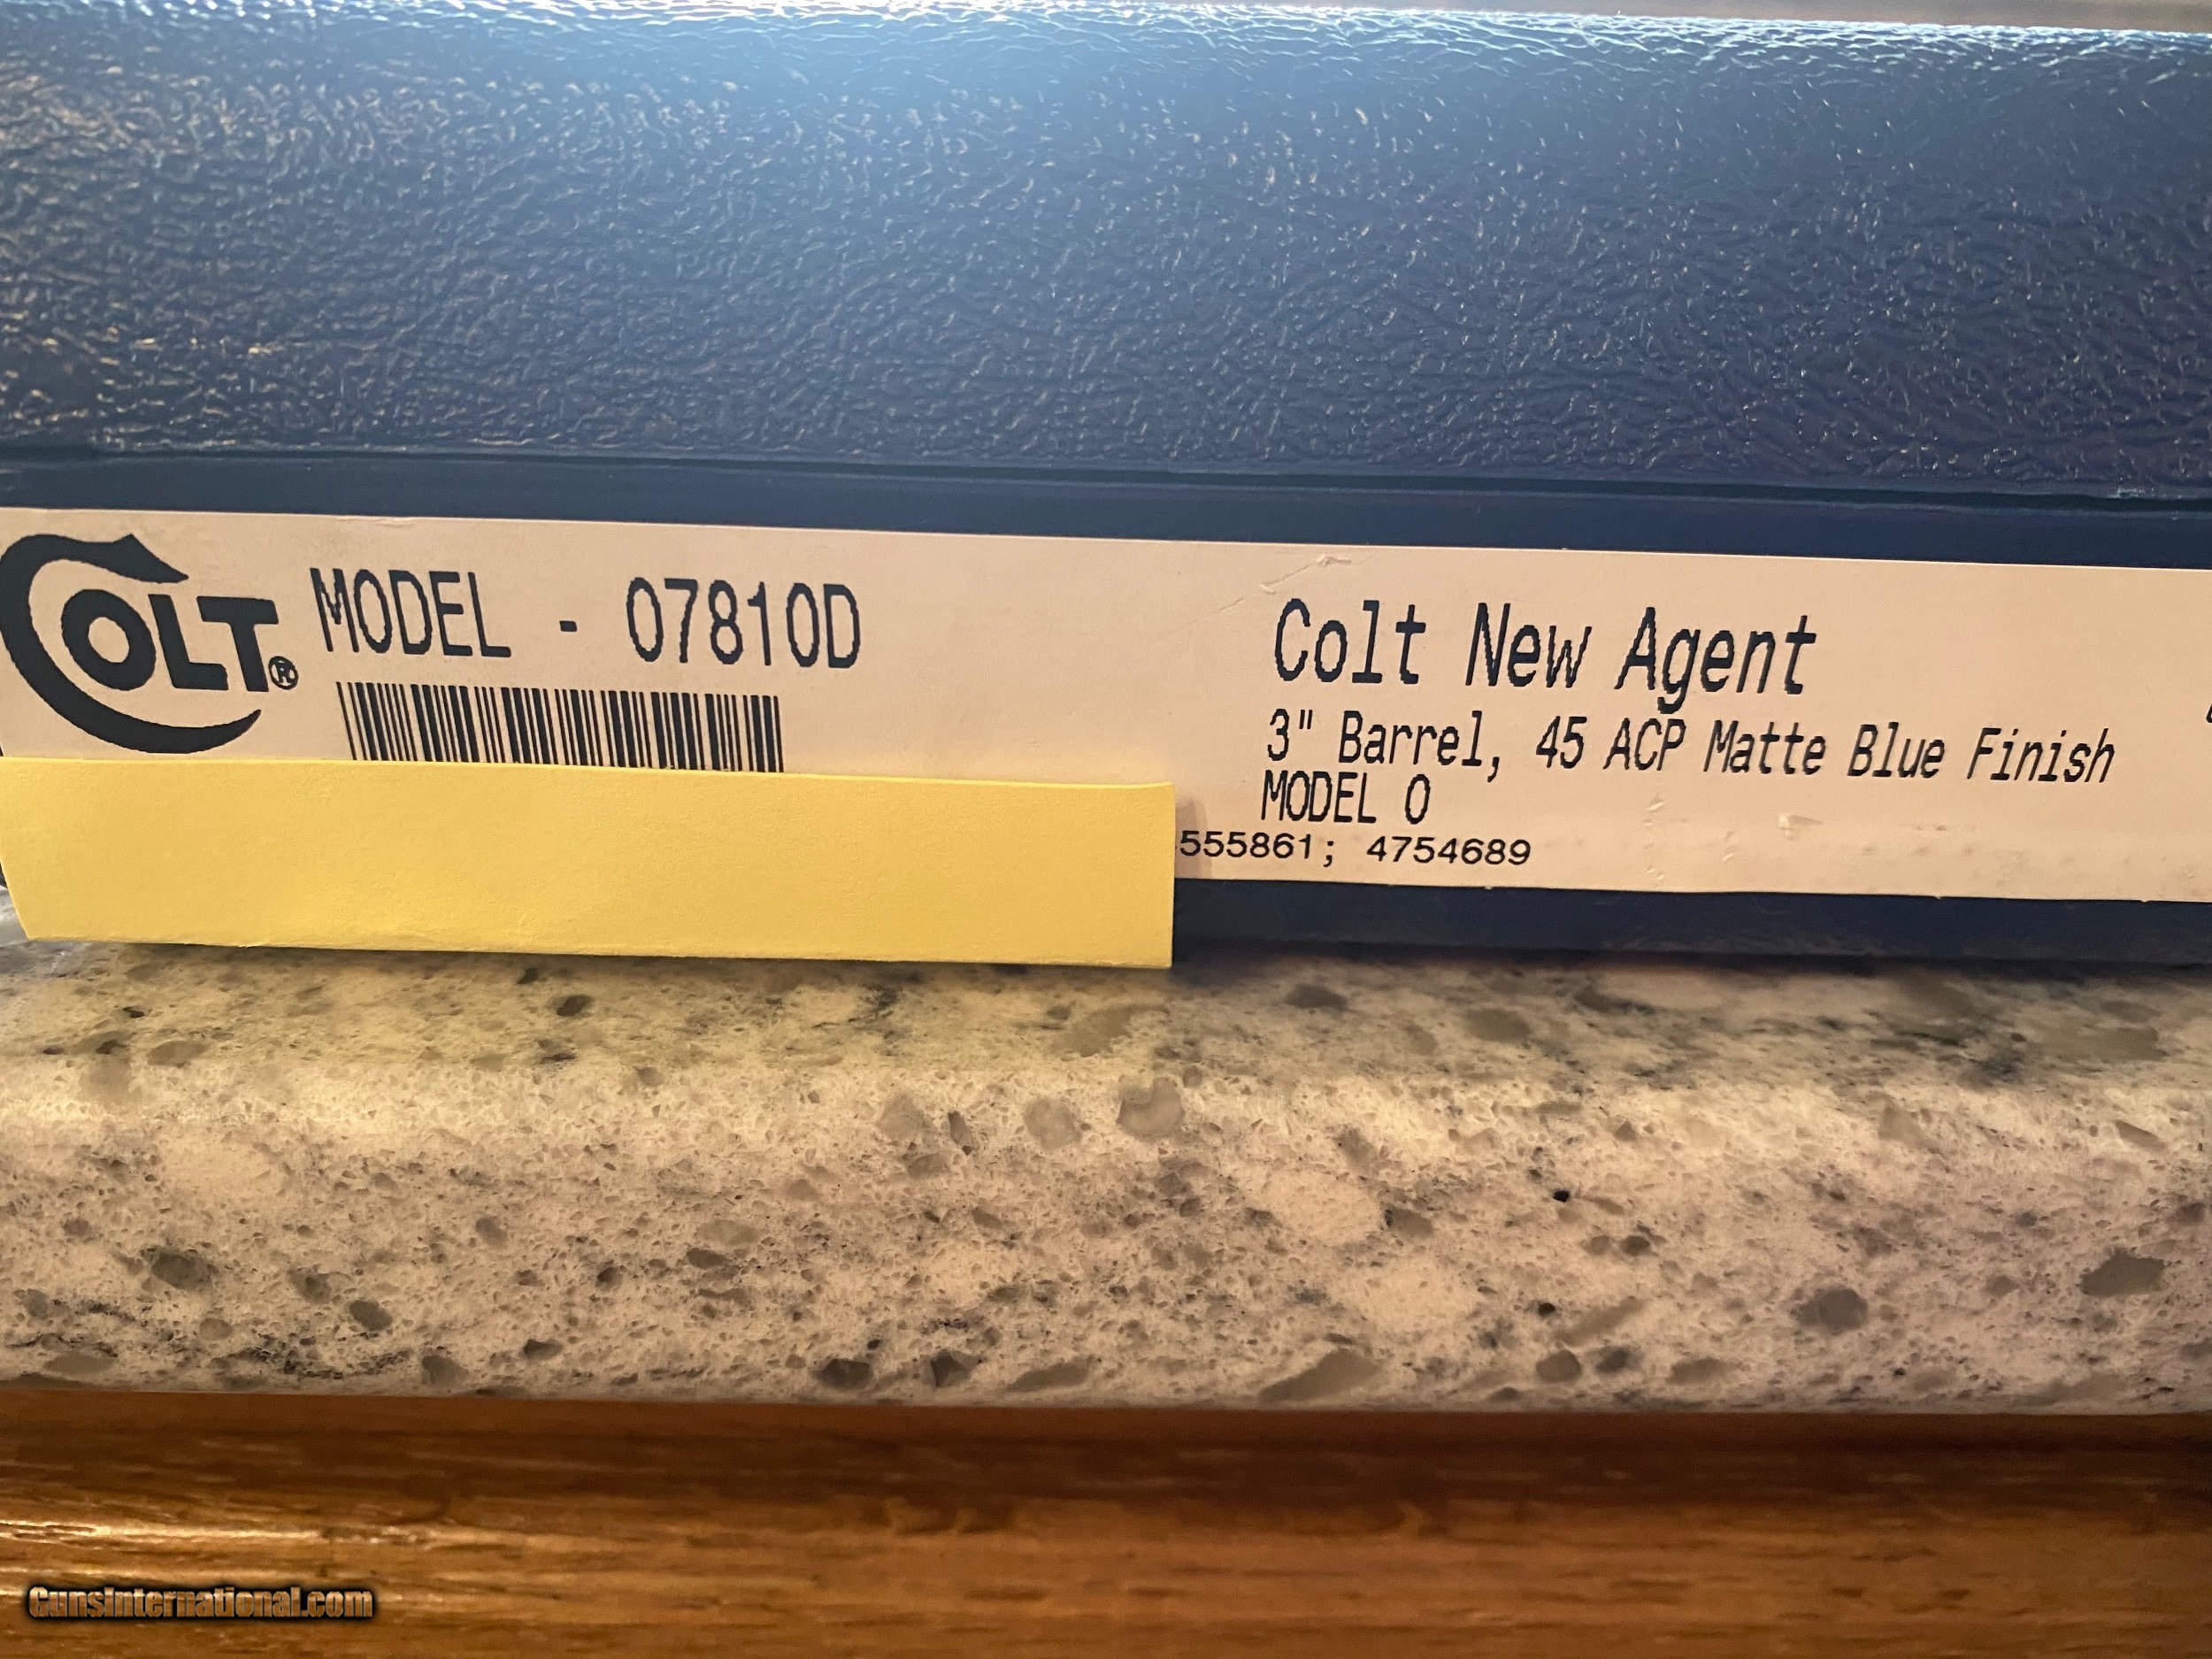 COLT®
MODEL - 07810D
Colt New Agent
3" Barrel, 45 ACP Matte Blue Finish
MODEL O
555861; 4754689
GunsInternational.com